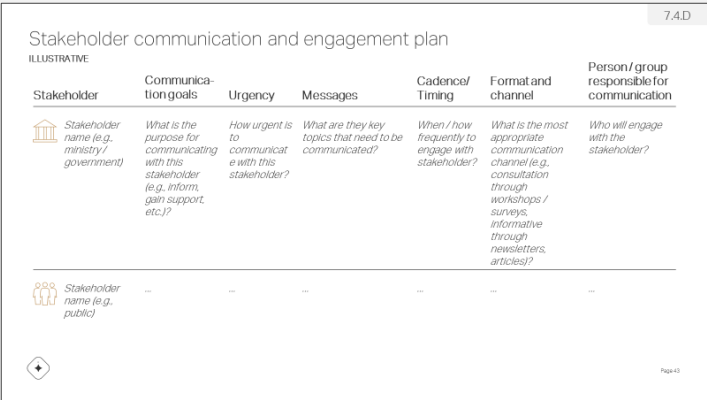 7.4.D
Stakeholder communication and engagement plan
ILLUSTRATIVE
Stakeholder
Communica-
tion goals
Urgency
Messages
Cadence/
Timing
Format and
channel
Person / group
responsible for
communication
Stakeholder
name (e.g.,
ministry /
government)
What is the
purpose for
communicating
with this
stakeholder
(e.g., inform,
gain support,
etc.)?
How urgent is
to
communicat
e with this
stakeholder?
What are they key
topics that need to be
communicated?
When / how
frequently to
engage with
stakeholder?
What is the most
appropriate
communication
channel (e.g.,
consultation
through
workshops /
surveys,
informative
through
newsletters,
articles)?
Who will engage
with the
stakeholder?
Stakeholder
name (e.g.,
public)
...
...
...
...
...
...
Page 43